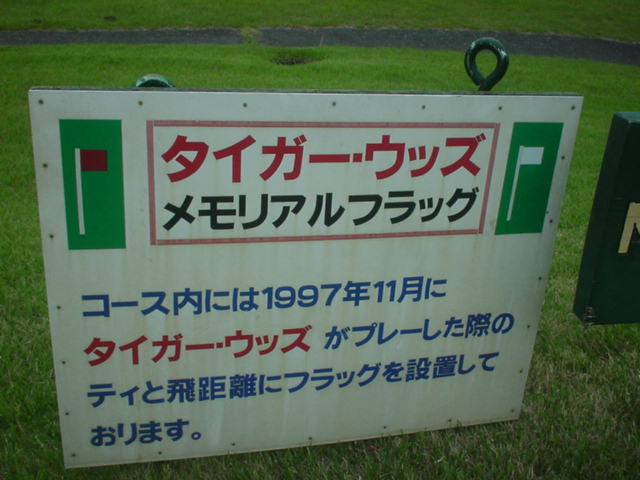 タイガー・ウッズ
メモリアルフラッグ
コース内には1997年11月に
タイガー・ウッズ がプレーした際の
ティと飛距離にフラッグを設置して
おります。